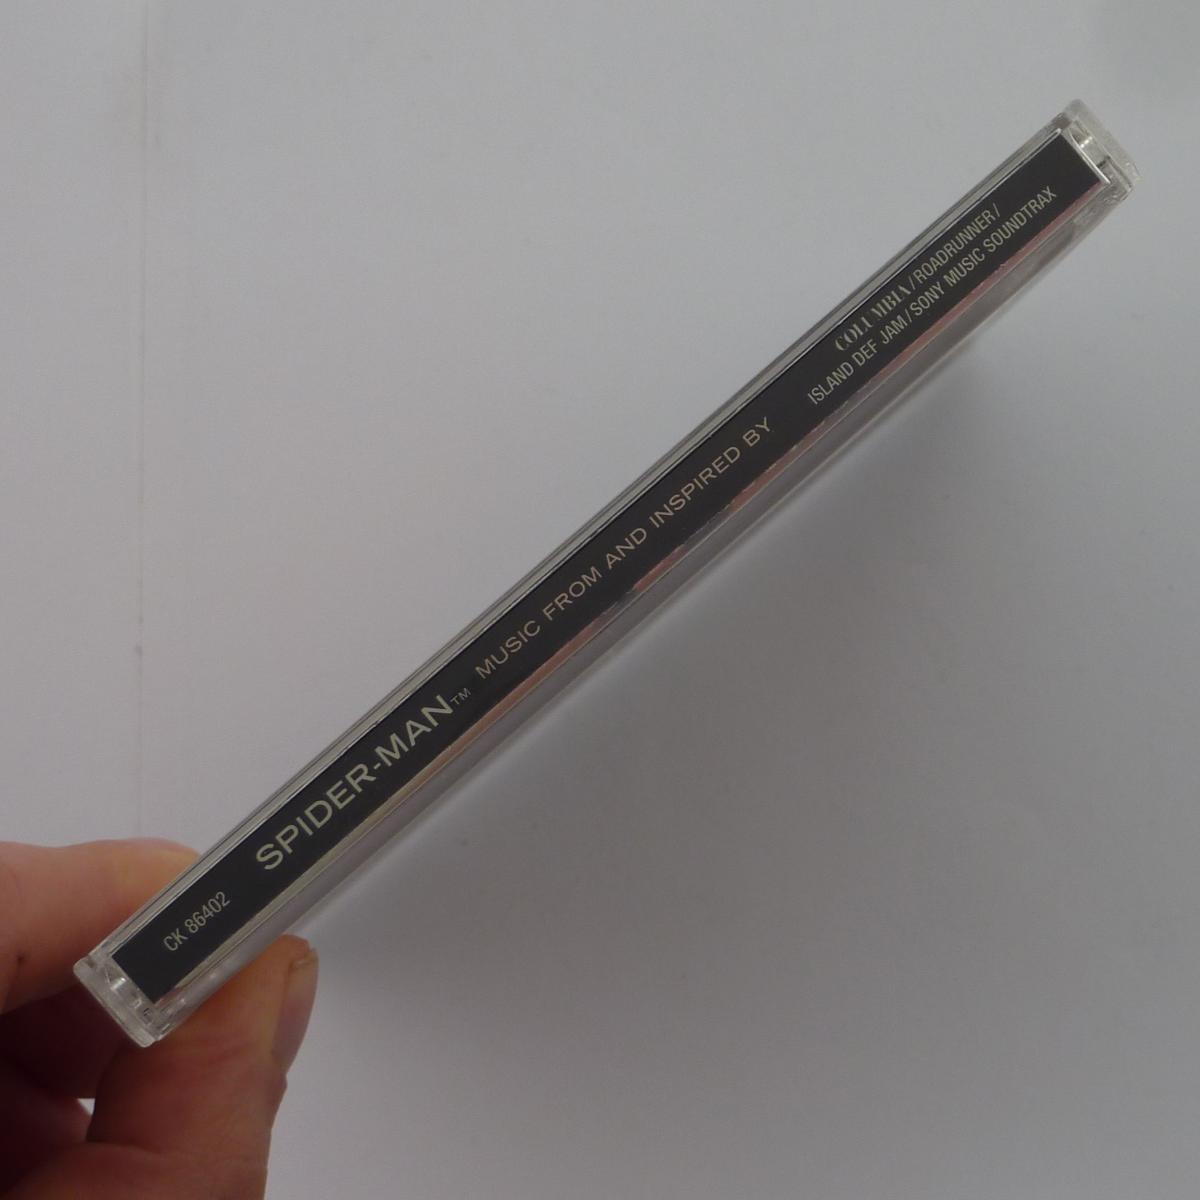 CK 86402
SPIDER-MAN™ MUSIC FROM AND INSPIRED BY
COLUMBIA/ROADRUNNER/
ISLAND DEF JAM/SONY MUSIC SOUNDTRAX